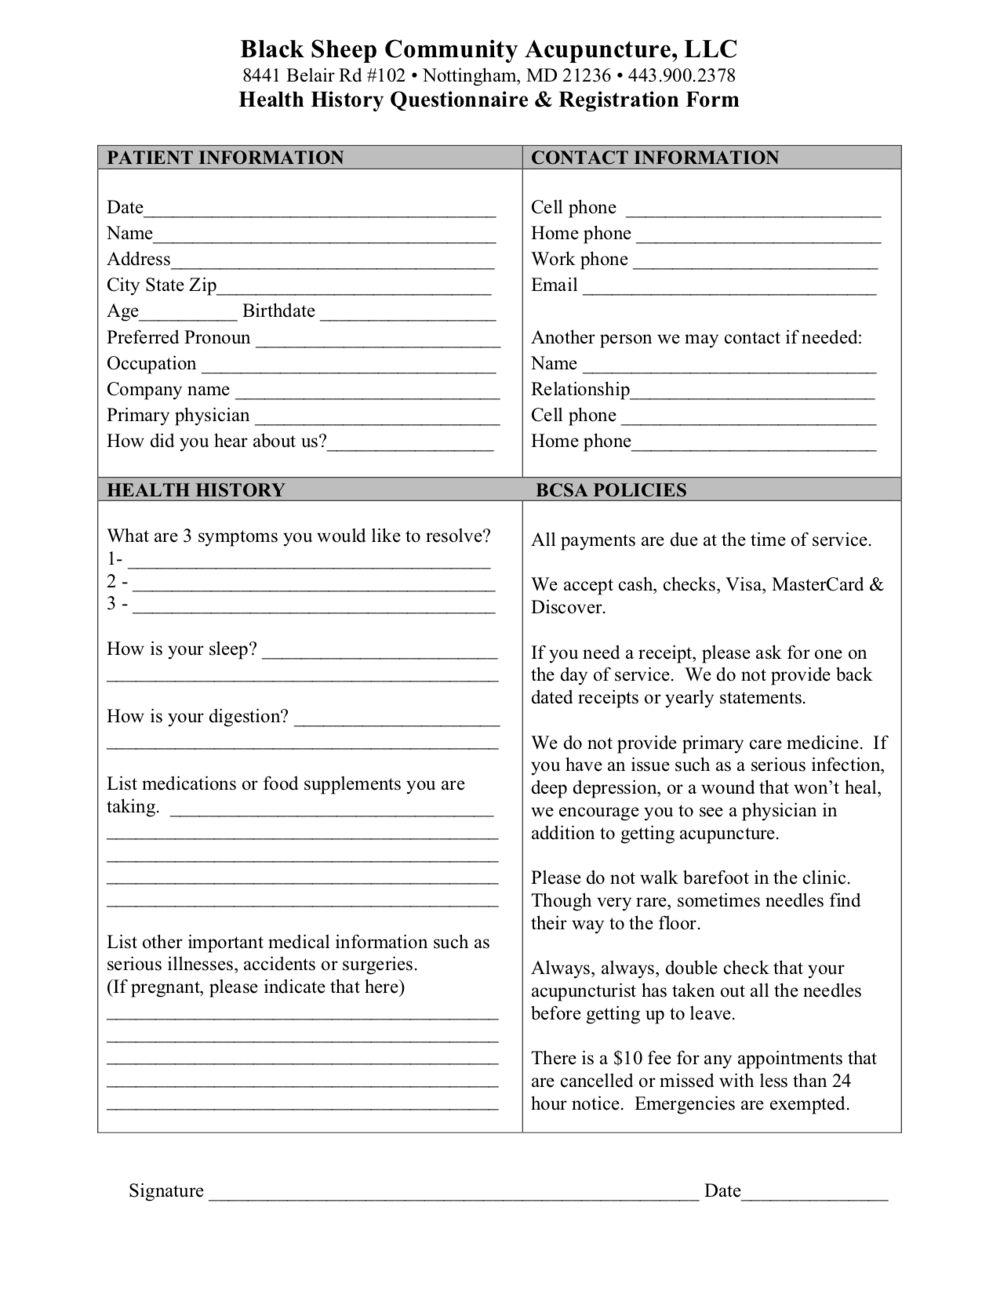 Black Sheep Community Acupuncture, LLC
8441 Belair Rd #102 • Nottingham, MD 21236 • 443.900.2378
Health History Questionnaire & Registration Form
PATIENT INFORMATION
Date____________________________________
Name___________________________________
Address_________________________________
City State Zip____________________________
Age__________ Birthdate __________________
Preferred Pronoun _________________________
Occupation ______________________________
Company name ___________________________
Primary physician _________________________
How did you hear about us?_________________
CONTACT INFORMATION
Cell phone __________________________
Home phone _________________________
Work phone _________________________
Email ______________________________
Another person we may contact if needed:
Name ______________________________
Relationship_________________________
Cell phone __________________________
Home phone_________________________
HEALTH HISTORY
What are 3 symptoms you would like to resolve?
1- _____________________________________
2 - _____________________________________
3 - _____________________________________
How is your sleep? ________________________
________________________________________
How is your digestion? _____________________
________________________________________
List medications or food supplements you are
taking. _________________________________
________________________________________
________________________________________
________________________________________
________________________________________
List other important medical information such as
serious illnesses, accidents or surgeries.
(If pregnant, please indicate that here)
________________________________________
________________________________________
________________________________________
________________________________________
________________________________________
BCSA POLICIES
All payments are due at the time of service.
We accept cash, checks, Visa, MasterCard &
Discover.
If you need a receipt, please ask for one on
the day of service. We do not provide back
dated receipts or yearly statements.
We do not provide primary care medicine. If
you have an issue such as a serious infection,
deep depression, or a wound that won’t heal,
we encourage you to see a physician in
addition to getting acupuncture.
Please do not walk barefoot in the clinic.
Though very rare, sometimes needles find
their way to the floor.
Always, always, double check that your
acupuncturist has taken out all the needles
before getting up to leave.
There is a $10 fee for any appointments that
are cancelled or missed with less than 24
hour notice. Emergencies are exempted.
Signature __________________________________________________ Date_______________